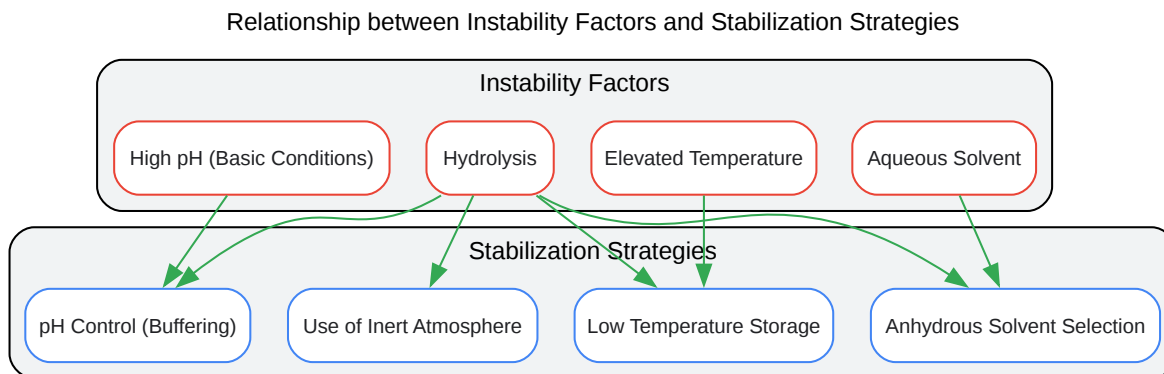 Relationship between Instability Factors and Stabilization Strategies
Instability Factors
High pH (Basic Conditions)
Hydrolysis
Elevated Temperature
Aqueous Solvent
Stabilization Strategies
pH Control (Buffering)
Use of Inert Atmosphere
Low Temperature Storage
Anhydrous Solvent Selection